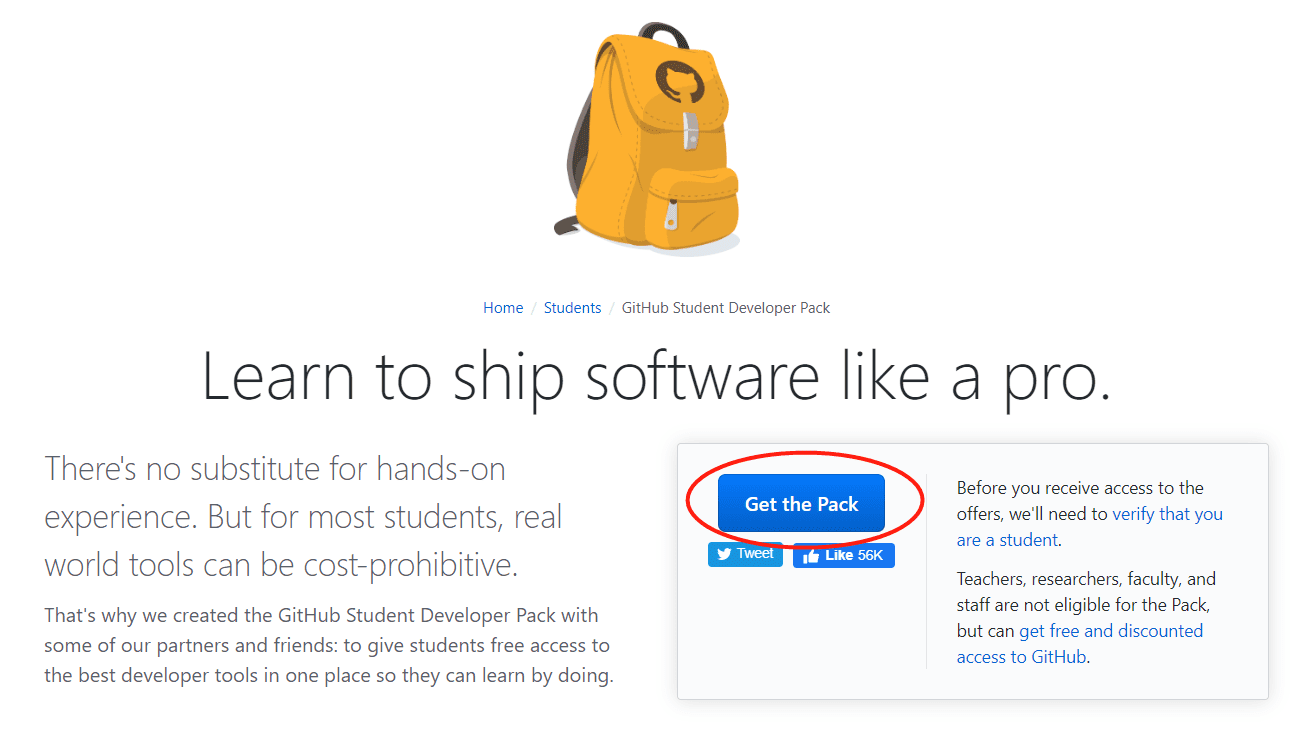 Home / Students / GitHub Student Developer Pack
Learn to ship software like a pro.
There's no substitute for hands-on
experience. But for most students, real
world tools can be cost-prohibitive.
That's why we created the GitHub Student Developer Pack with
some of our partners and friends: to give students free access to
the best developer tools in one place so they can learn by doing.
Get the Pack
Tweet
Like 56K
Before you receive access to the
offers, we'll need to verify that you
are a student.
Teachers, researchers, faculty, and
staff are not eligible for the Pack,
but can get free and discounted
access to GitHub.